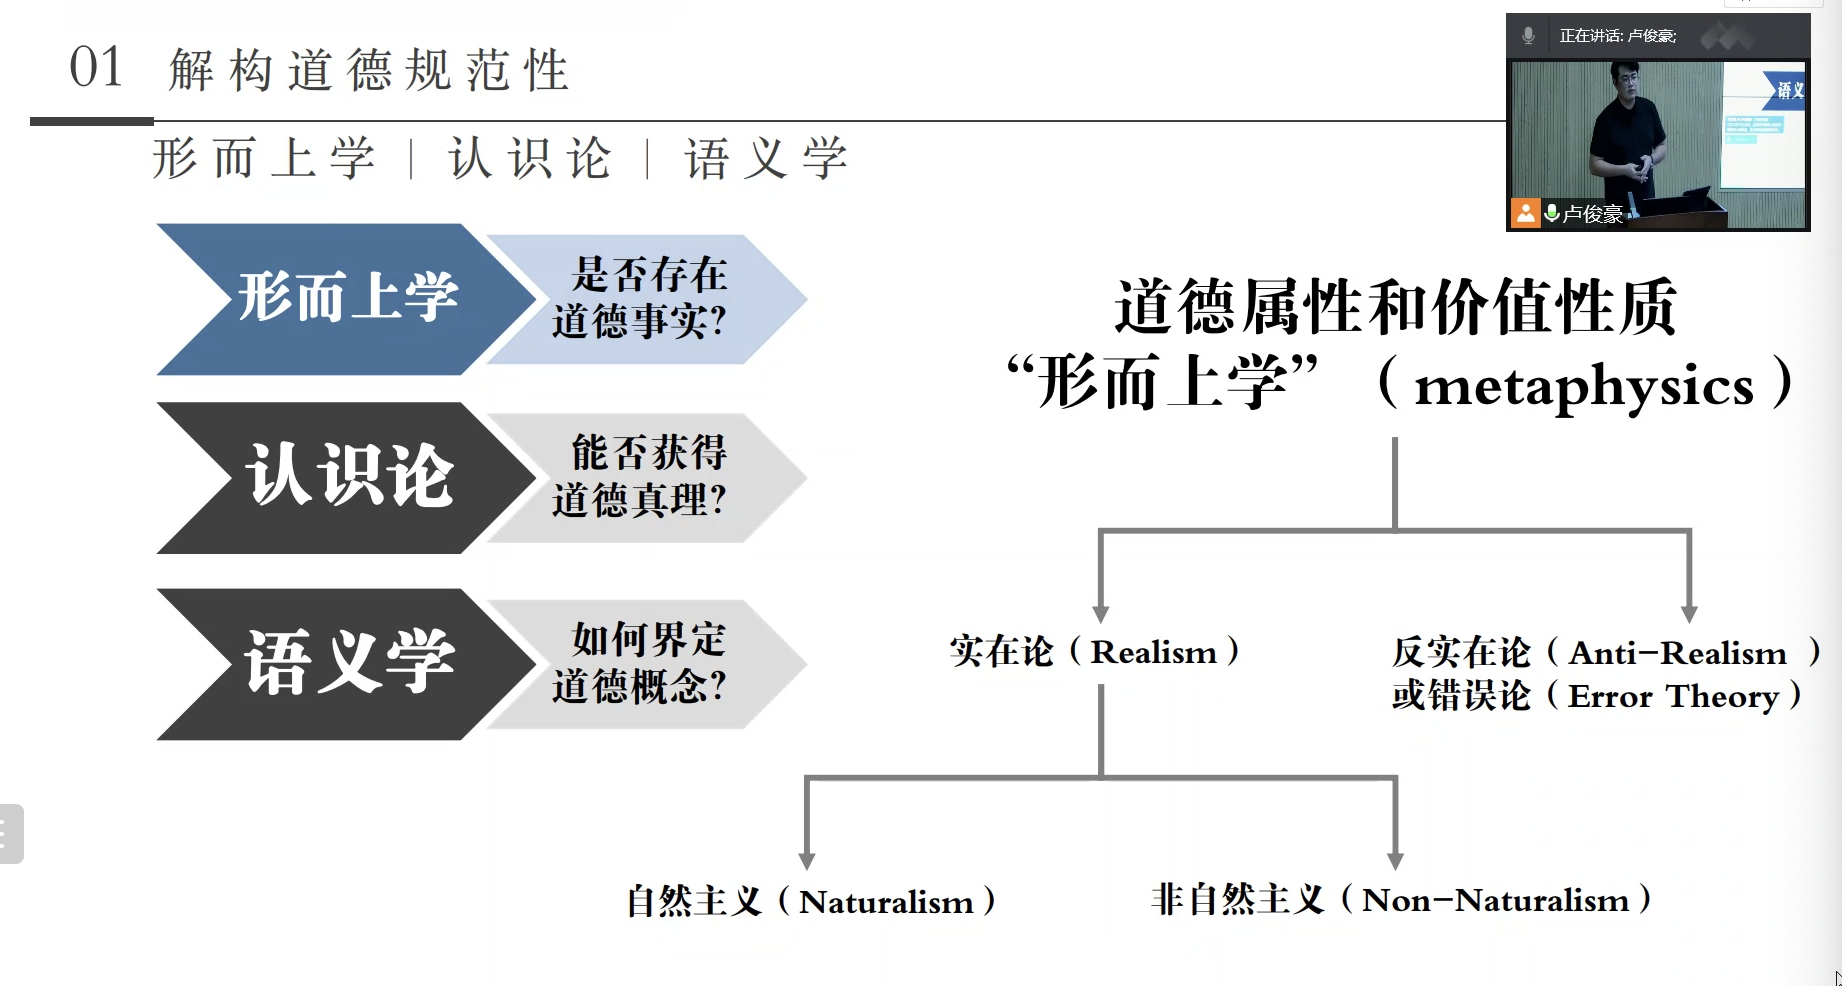 01 解构道德规范性
正在讲话: 卢俊豪;
语义
卢俊豪
形而上学 | 认识论 | 语义学
形而上学
是否存在
道德事实?
认识论
能否获得
道德真理?
语义学
如何界定
道德概念?
道德属性和价值性质
“形而上学”（metaphysics）
实在论（Realism）
反实在论（Anti-Realism ）
或错误论（Error Theory）
自然主义（Naturalism）
非自然主义（Non-Naturalism）